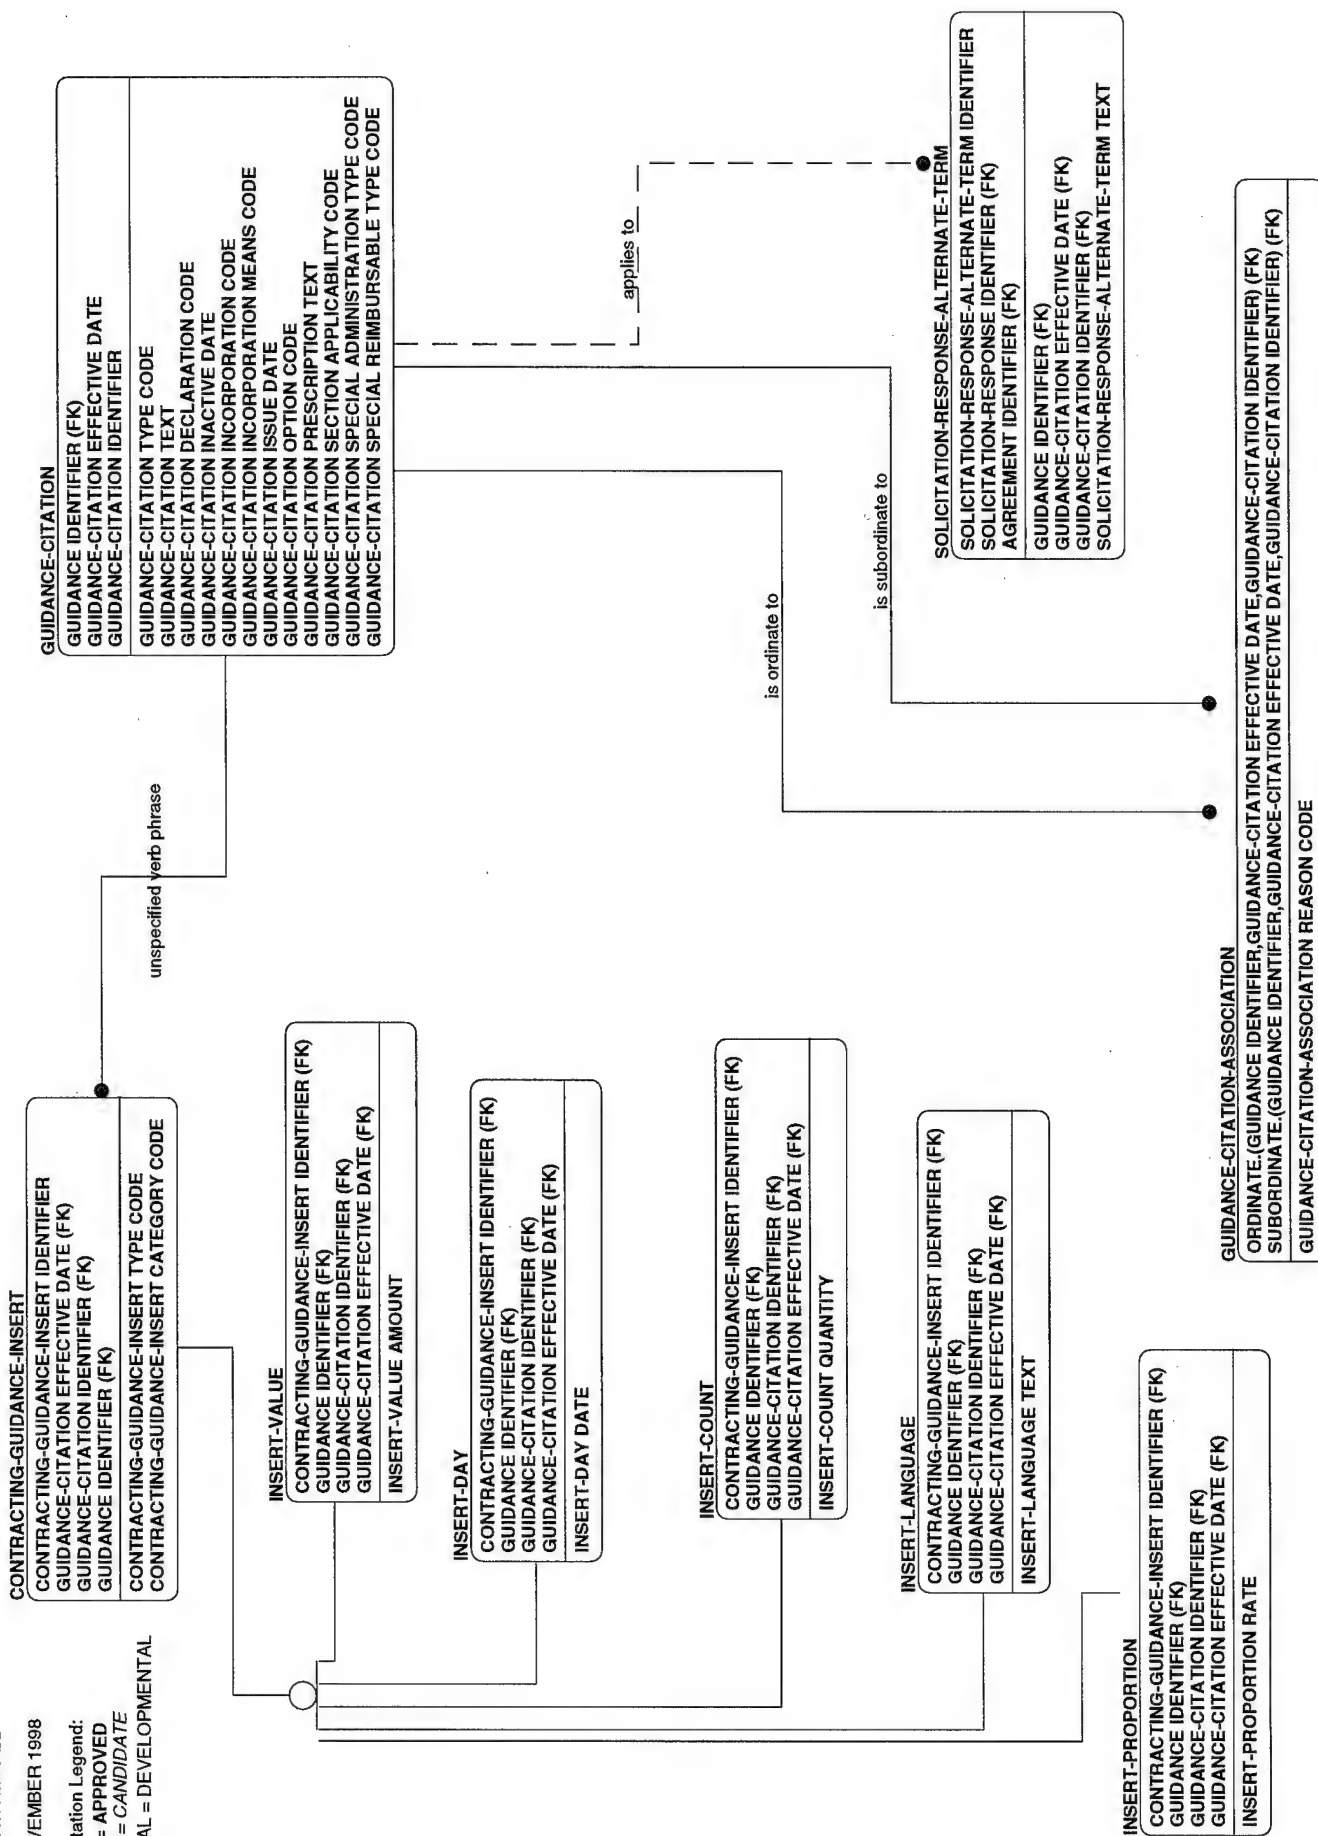 VEMBER 1998
tation Legend:
= APPROVED
= CANDIDATE
AL = DEVELOPMENTAL
CONTRACTING-GUIDANCE-INSERT
CONTRACTING-GUIDANCE-INSERT IDENTIFIER
GUIDANCE-CITATION EFFECTIVE DATE (FK)
GUIDANCE-CITATION IDENTIFIER (FK)
GUIDANCE IDENTIFIER (FK)
CONTRACTING-GUIDANCE-INSERT TYPE CODE
CONTRACTING-GUIDANCE-INSERT CATEGORY CODE
unspecified verb phrase
GUIDANCE-CITATION
GUIDANCE IDENTIFIER (FK)
GUIDANCE-CITATION EFFECTIVE DATE
GUIDANCE-CITATION IDENTIFIER
GUIDANCE-CITATION TYPE CODE
GUIDANCE-CITATION TEXT
GUIDANCE-CITATION DECLARATION CODE
GUIDANCE-CITATION INACTIVE DATE
GUIDANCE-CITATION INCORPORATION CODE
GUIDANCE-CITATION INCORPORATION MEANS CODE
GUIDANCE-CITATION ISSUE DATE
GUIDANCE-CITATION OPTION CODE
GUIDANCE-CITATION PRESCRIPTION TEXT
GUIDANCE-CITATION SECTION APPLICABILITY CODE
GUIDANCE-CITATION SPECIAL ADMINISTRATION TYPE CODE
GUIDANCE-CITATION SPECIAL REIMBURSABLE TYPE CODE
INSERT-VALUE
CONTRACTING-GUIDANCE-INSERT IDENTIFIER (FK)
GUIDANCE IDENTIFIER (FK)
GUIDANCE-CITATION IDENTIFIER (FK)
GUIDANCE-CITATION EFFECTIVE DATE (FK)
INSERT-VALUE AMOUNT
INSERT-DAY
CONTRACTING-GUIDANCE-INSERT IDENTIFIER (FK)
GUIDANCE IDENTIFIER (FK)
GUIDANCE-CITATION IDENTIFIER (FK)
GUIDANCE-CITATION EFFECTIVE DATE (FK)
INSERT-DAY DATE
applies to
INSERT-COUNT
CONTRACTING-GUIDANCE-INSERT IDENTIFIER (FK)
GUIDANCE IDENTIFIER (FK)
GUIDANCE-CITATION IDENTIFIER (FK)
GUIDANCE-CITATION EFFECTIVE DATE (FK)
INSERT-COUNT QUANTITY
is ordinate to
is subordinate to
INSERT-LANGUAGE
CONTRACTING-GUIDANCE-INSERT IDENTIFIER (FK)
GUIDANCE IDENTIFIER (FK)
GUIDANCE-CITATION IDENTIFIER (FK)
GUIDANCE-CITATION EFFECTIVE DATE (FK)
INSERT-LANGUAGE TEXT
SOLICITATION-RESPONSE-ALTERNATE-TERM
SOLICITATION-RESPONSE-ALTERNATE-TERM IDENTIFIER
SOLICITATION-RESPONSE IDENTIFIER (FK)
AGREEMENT IDENTIFIER (FK)
GUIDANCE IDENTIFIER (FK)
GUIDANCE-CITATION EFFECTIVE DATE (FK)
GUIDANCE-CITATION IDENTIFIER (FK)
SOLICITATION-RESPONSE-ALTERNATE-TERM TEXT
INSERT-PROPORTION
CONTRACTING-GUIDANCE-INSERT IDENTIFIER (FK)
GUIDANCE IDENTIFIER (FK)
GUIDANCE-CITATION IDENTIFIER (FK)
GUIDANCE-CITATION EFFECTIVE DATE (FK)
INSERT-PROPORTION RATE
GUIDANCE-CITATION-ASSOCIATION
ORDINATE.(GUIDANCE IDENTIFIER,GUIDANCE-CITATION EFFECTIVE DATE,GUIDANCE-CITATION IDENTIFIER) (FK)
SUBORDINATE.(GUIDANCE IDENTIFIER,GUIDANCE-CITATION EFFECTIVE DATE,GUIDANCE-CITATION IDENTIFIER) (FK)
GUIDANCE-CITATION-ASSOCIATION REASON CODE